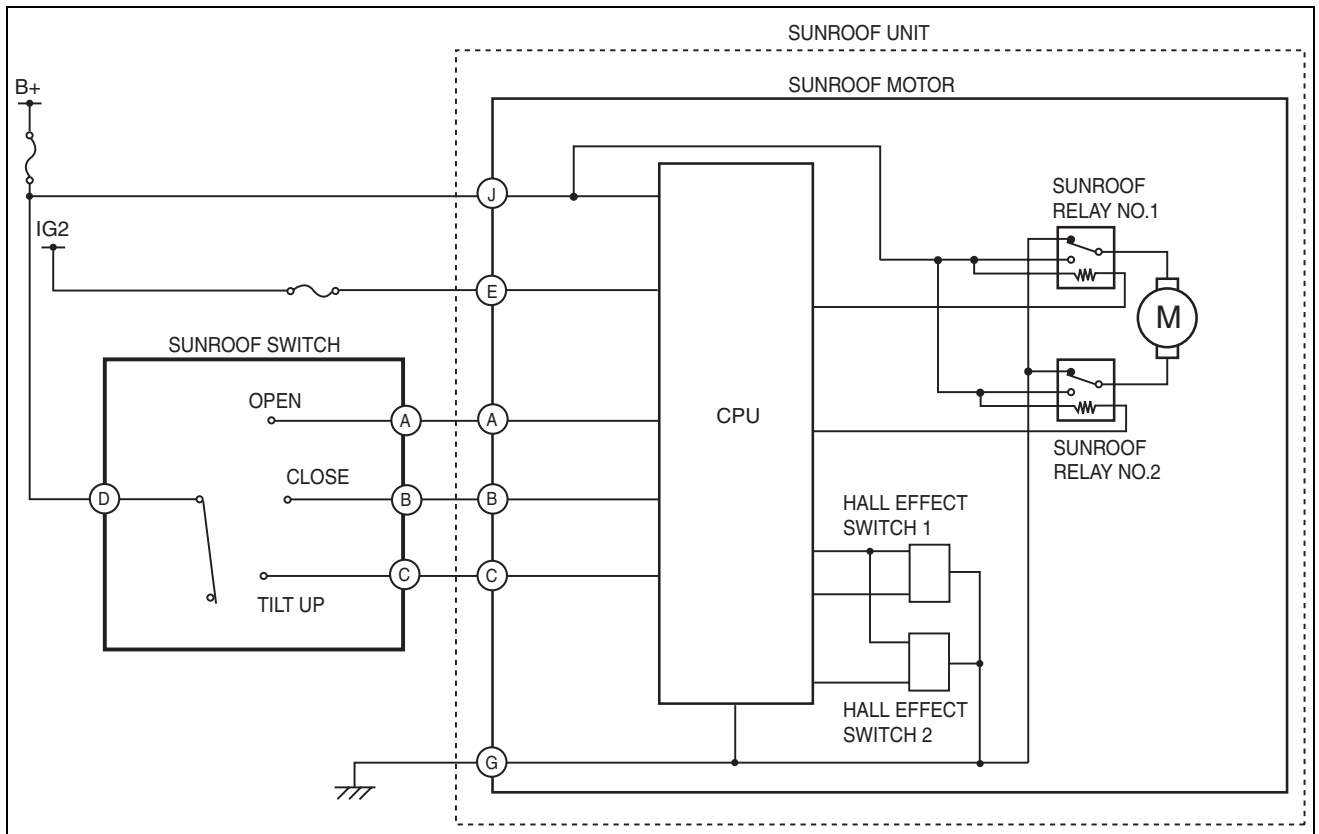 SUNROOF UNIT
SUNROOF MOTOR
B+
J
SUNROOF
RELAY NO.1
IG2
E
M
SUNROOF SWITCH
OPEN
A
A
CPU
SUNROOF
RELAY NO.2
CLOSE
D
B
B
HALL EFFECT
SWITCH 1
C
C
TILT UP
HALL EFFECT
SWITCH 2
G